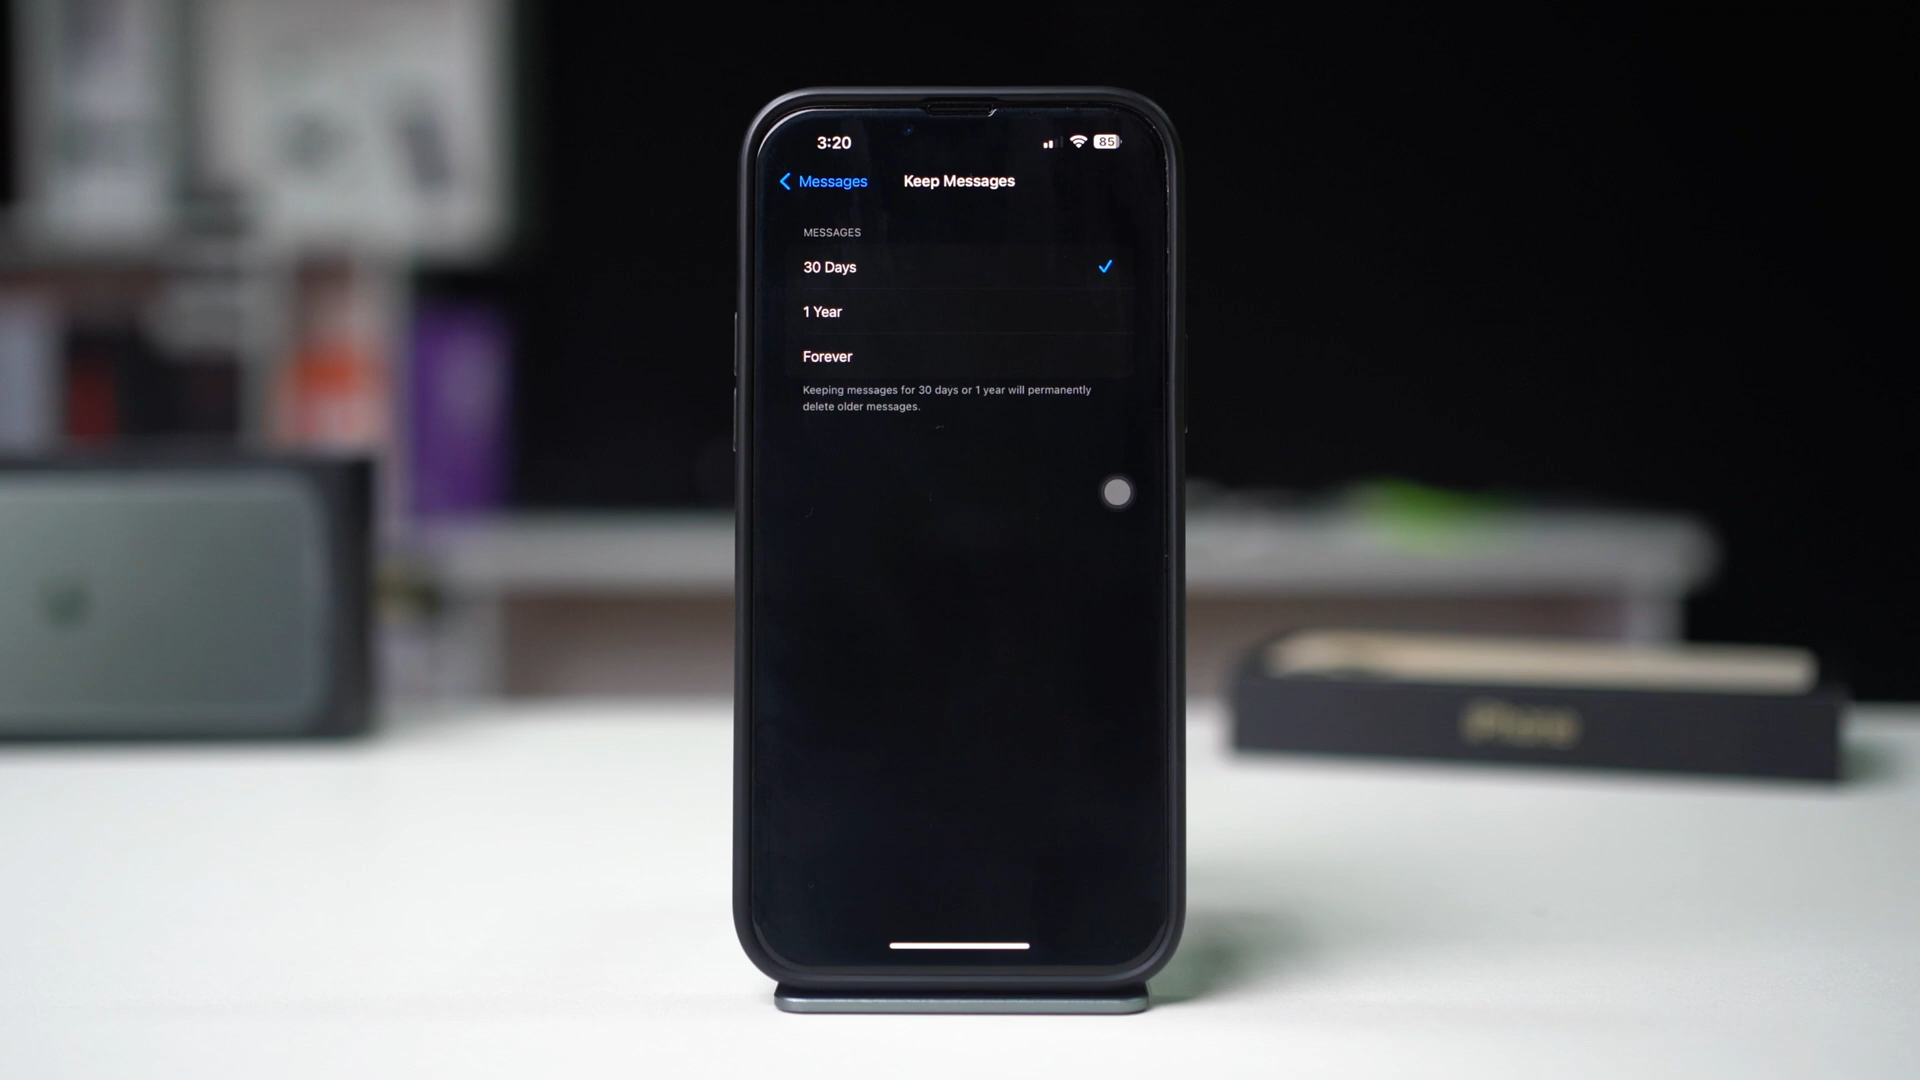 3:20
85
Messages
Keep Messages
MESSAGES
30 Days
1 Year
Forever
Keeping messages for 30 days or 1 year will permanently
delete older messages.
iPhone